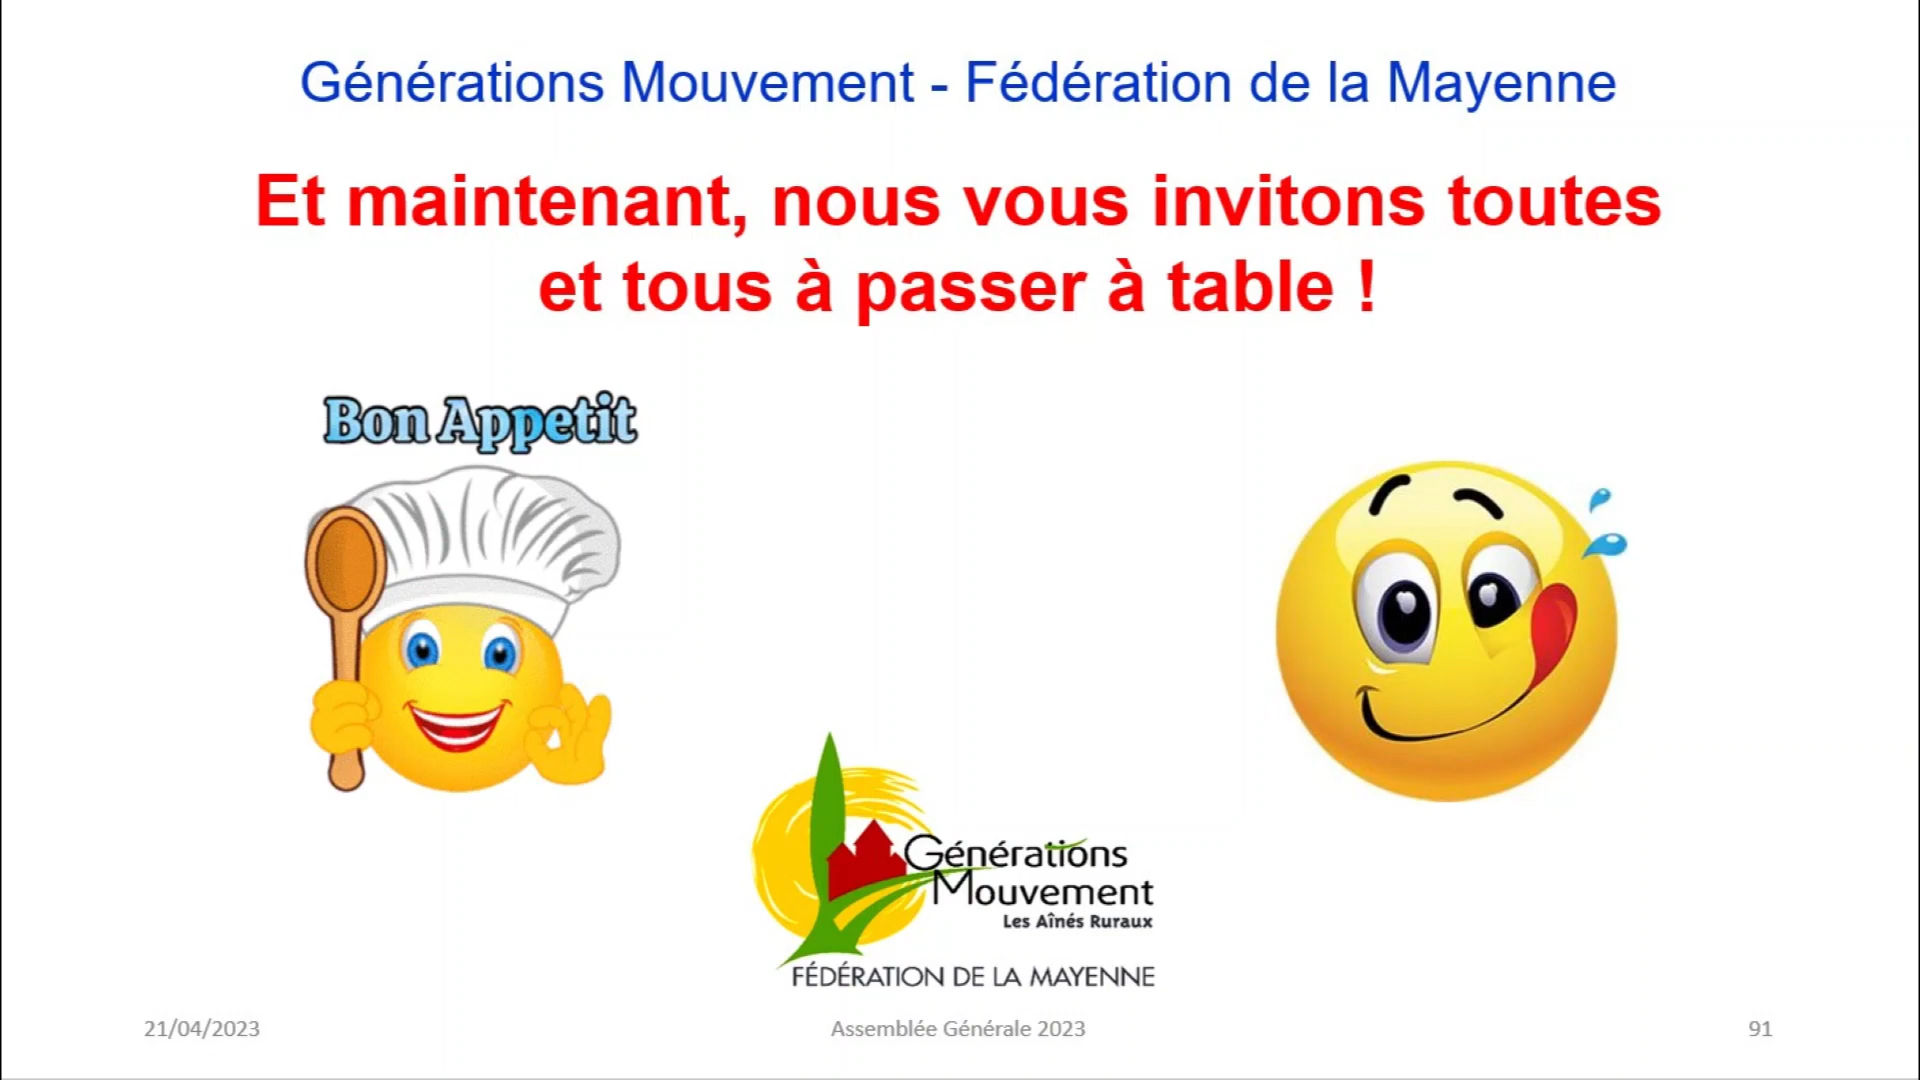 Générations Mouvement - Fédération de la Mayenne
Et maintenant, nous vous invitons toutes
et tous à passer à table !
Bon Appetit
Générations
Mouvement
Les Aînés Ruraux
FÉDÉRATION DE LA MAYENNE
21/04/2023
Assemblée Générale 2023
91